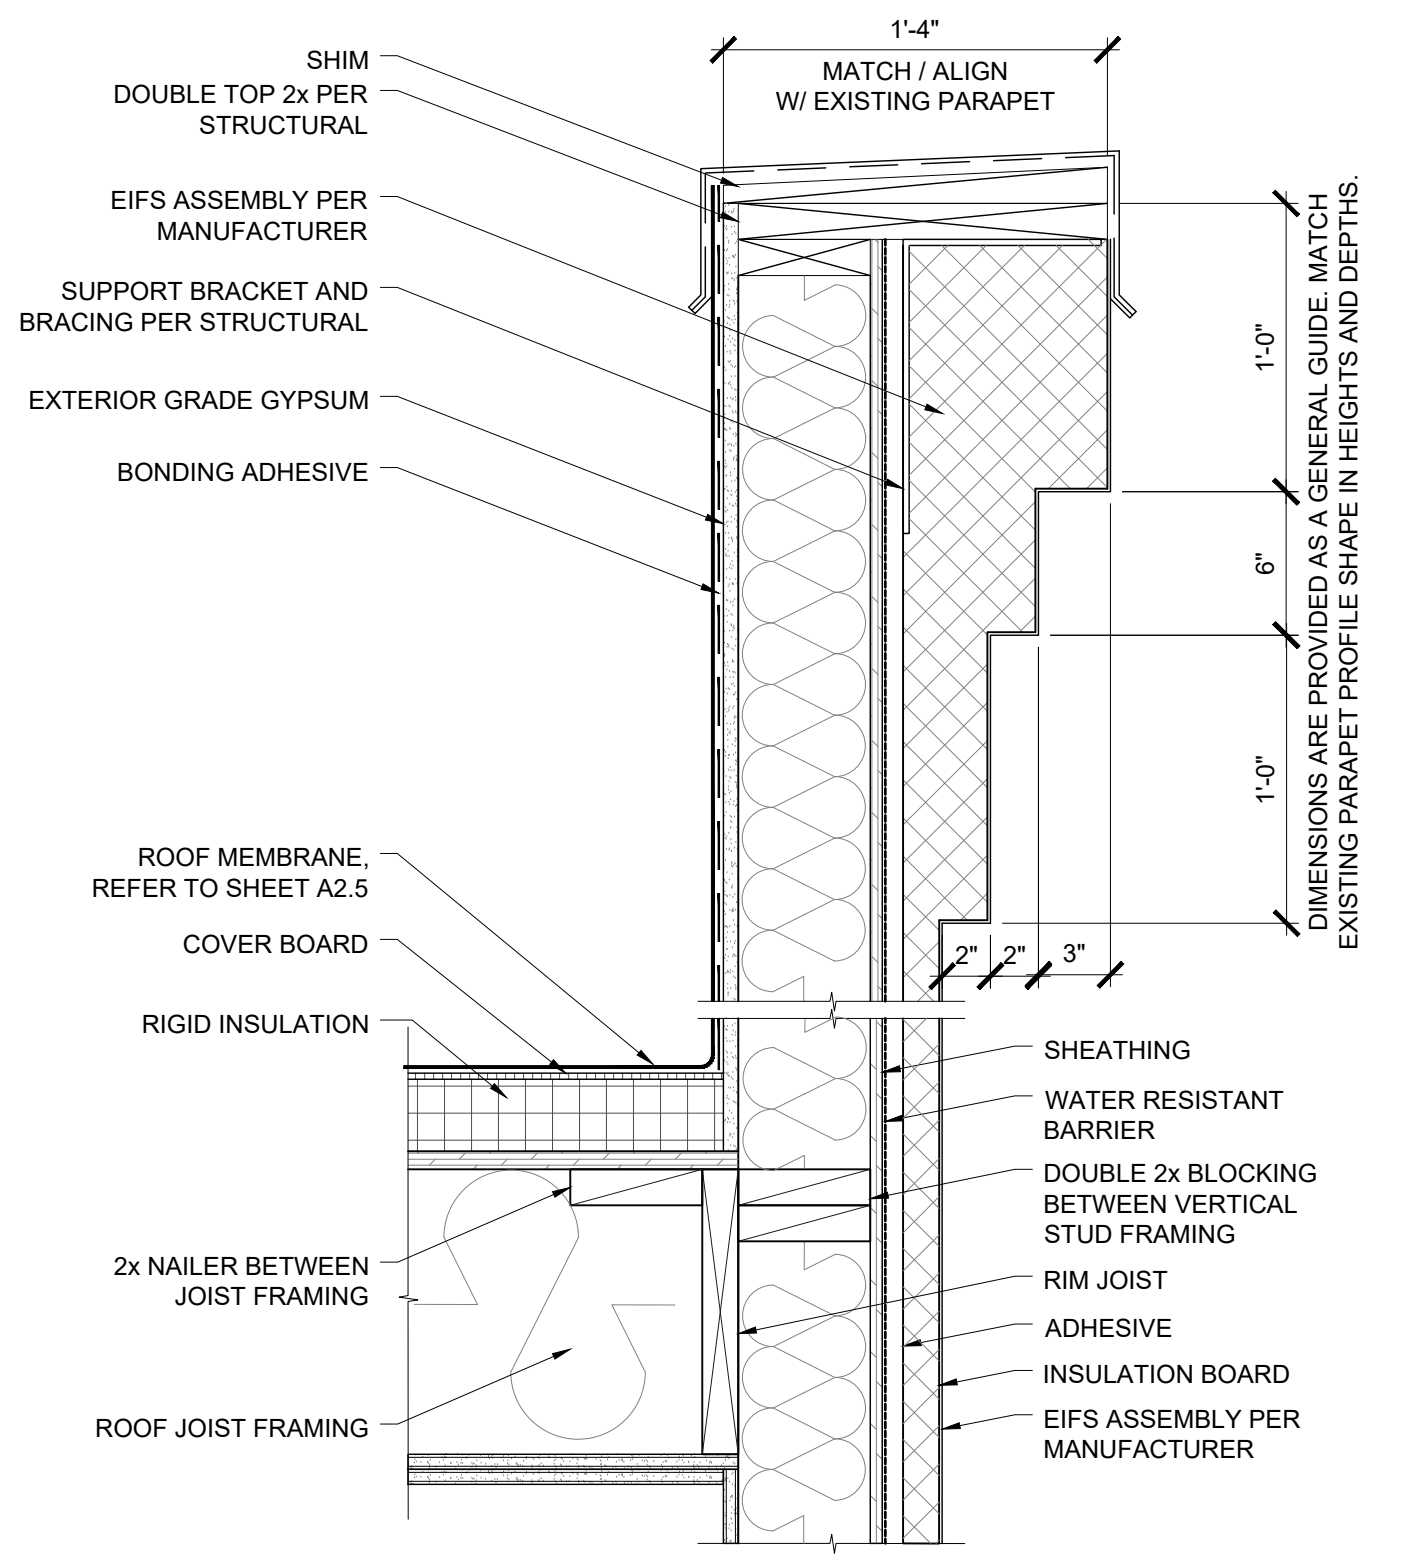 1'-4"
MATCH / ALIGN
W/ EXISTING PARAPET
SHIM
DOUBLE TOP 2x PER
STRUCTURAL
EIFS ASSEMBLY PER
MANUFACTURER
SUPPORT BRACKET AND
BRACING PER STRUCTURAL
EXTERIOR GRADE GYPSUM
BONDING ADHESIVE
ROOF MEMBRANE,
REFER TO SHEET A2.5
COVER BOARD
RIGID INSULATION
2x NAILER BETWEEN
JOIST FRAMING
ROOF JOIST FRAMING
1'-0"
6"
1'-0"
DIMENSIONS ARE PROVIDED AS A GENERAL GUIDE. MATCH
EXISTING PARAPET PROFILE SHAPE IN HEIGHTS AND DEPTHS.
2" 2" 3"
SHEATHING
WATER RESISTANT
BARRIER
DOUBLE 2x BLOCKING
BETWEEN VERTICAL
STUD FRAMING
RIM JOIST
ADHESIVE
INSULATION BOARD
EIFS ASSEMBLY PER
MANUFACTURER